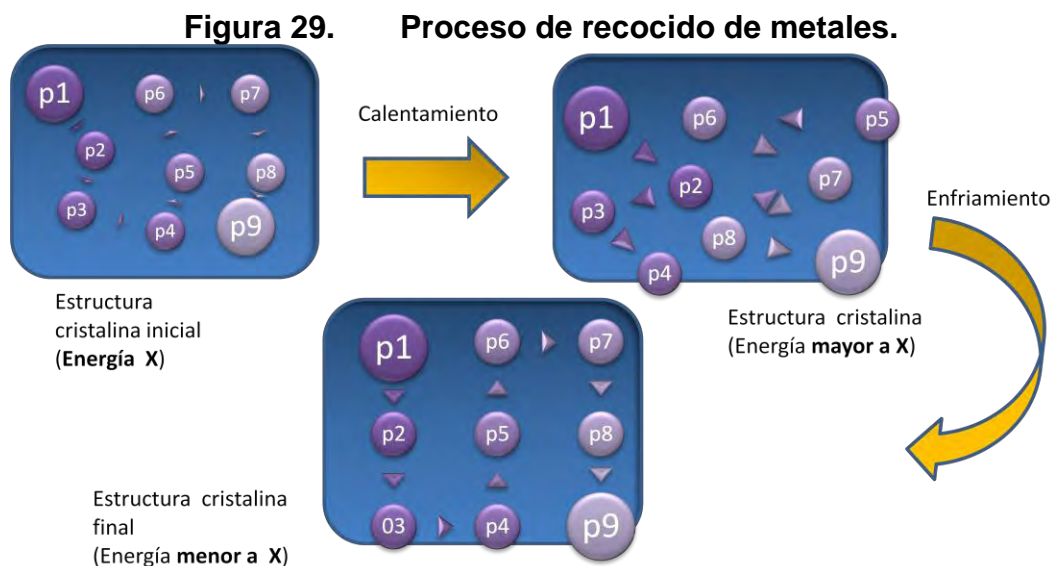 Figura 29. Proceso de recocido de metales.
p1
p6
p7
p2
p5
p8
p3
p4
p9
Estructura
cristalina inicial
(Energía X)
Calentamiento
p1
p6
p5
p2
p7
p3
p8
p4
p9
Estructura cristalina
(Energía mayor a X)
Enfriamiento
p1
p6
p7
p2
p5
p8
03
p4
p9
Estructura cristalina
final
(Energía menor a X)